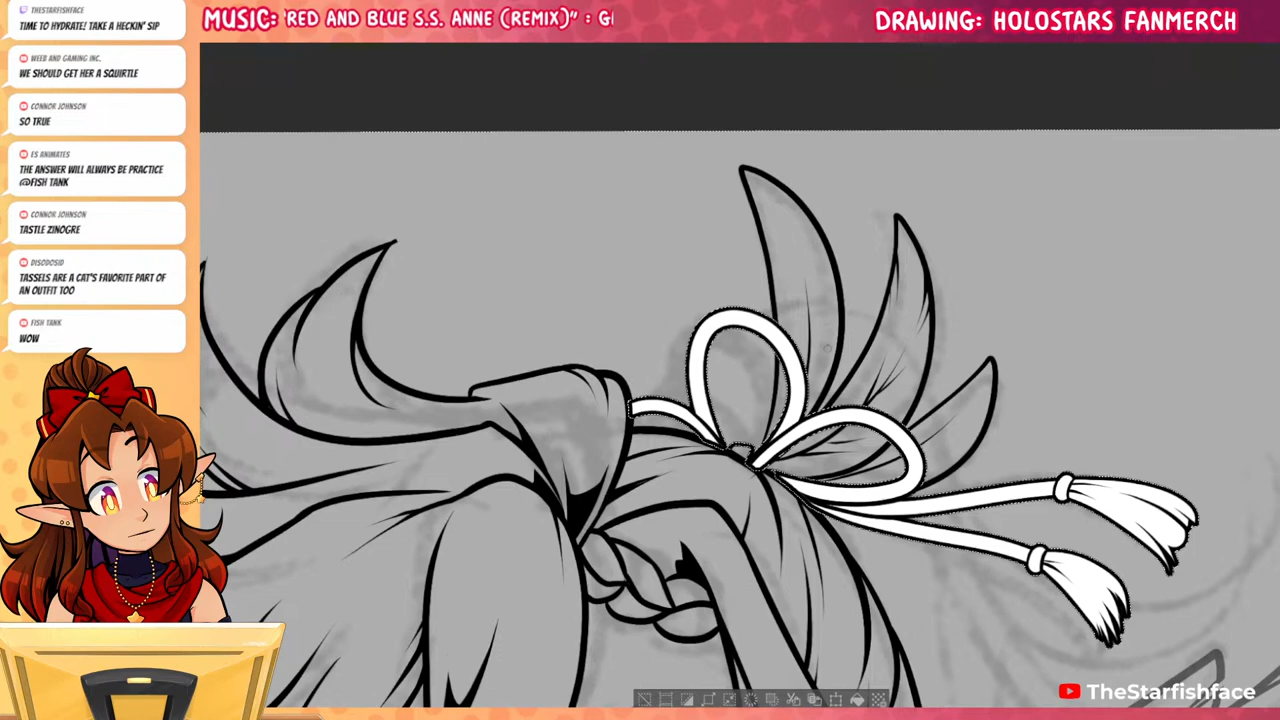 MUSIC: "RED AND BLUE S.S. ANNE (REMIX)" : GI
DRAWING: HOLOSTARS FANMERCH
THESTARFISHFACE
TIME TO HYDRATE! TAKE A HECKIN' SIP
WEEB AND GAMING INC.
WE SHOULD GET HER A SQUIRTLE
CONNOR JOHNSON
SO TRUE
ES ANIMATES
THE ANSWER WILL ALWAYS BE PRACTICE
@FISH TANK
CONNOR JOHNSON
TASTLE ZINOGRE
DISODOSID
TASSELS ARE A CAT'S FAVORITE PART OF
AN OUTFIT TOO
FISH TANK
WOW
TheStarfishface